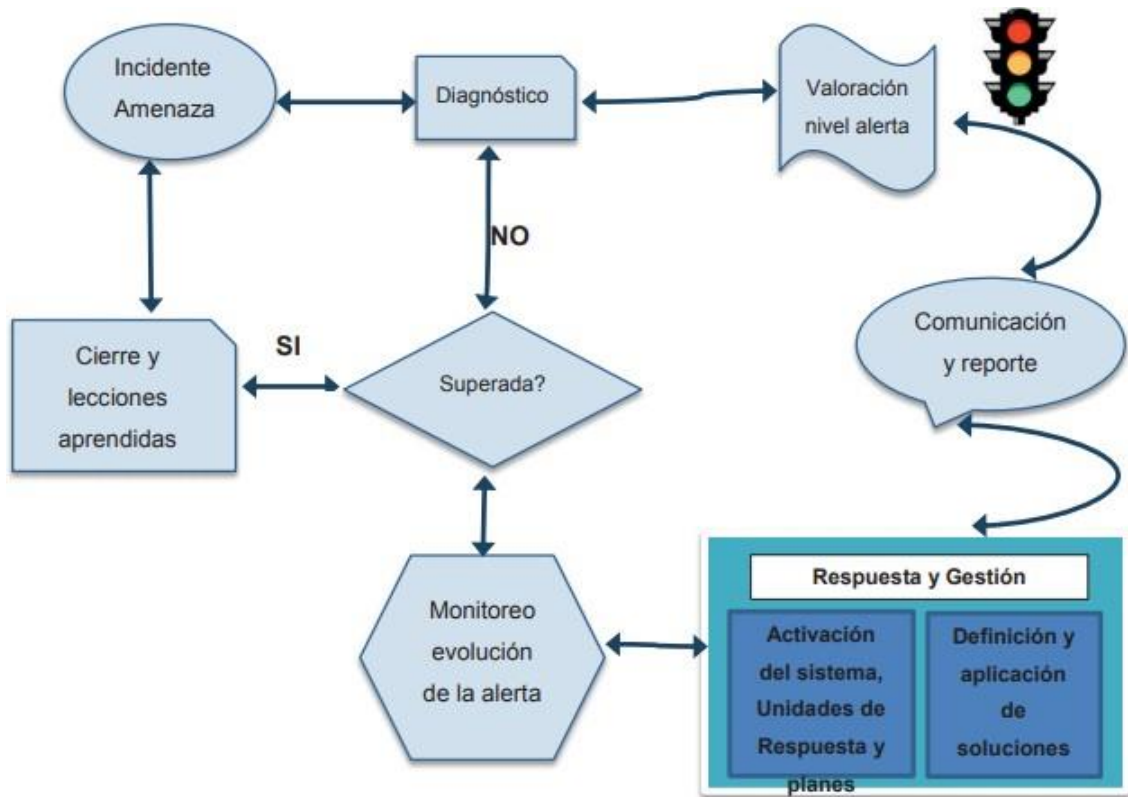 Incidente
Amenaza
Diagnóstico
Valoración
nivel alerta
NO
Comunicación
y reporte
Cierre y
lecciones
aprendidas
SI
Superada?
Monitoreo
evolución
de la alerta
Respuesta y Gestión
Activación
del sistema,
Unidades de
Respuesta y
planes
Definición y
aplicación
de
soluciones